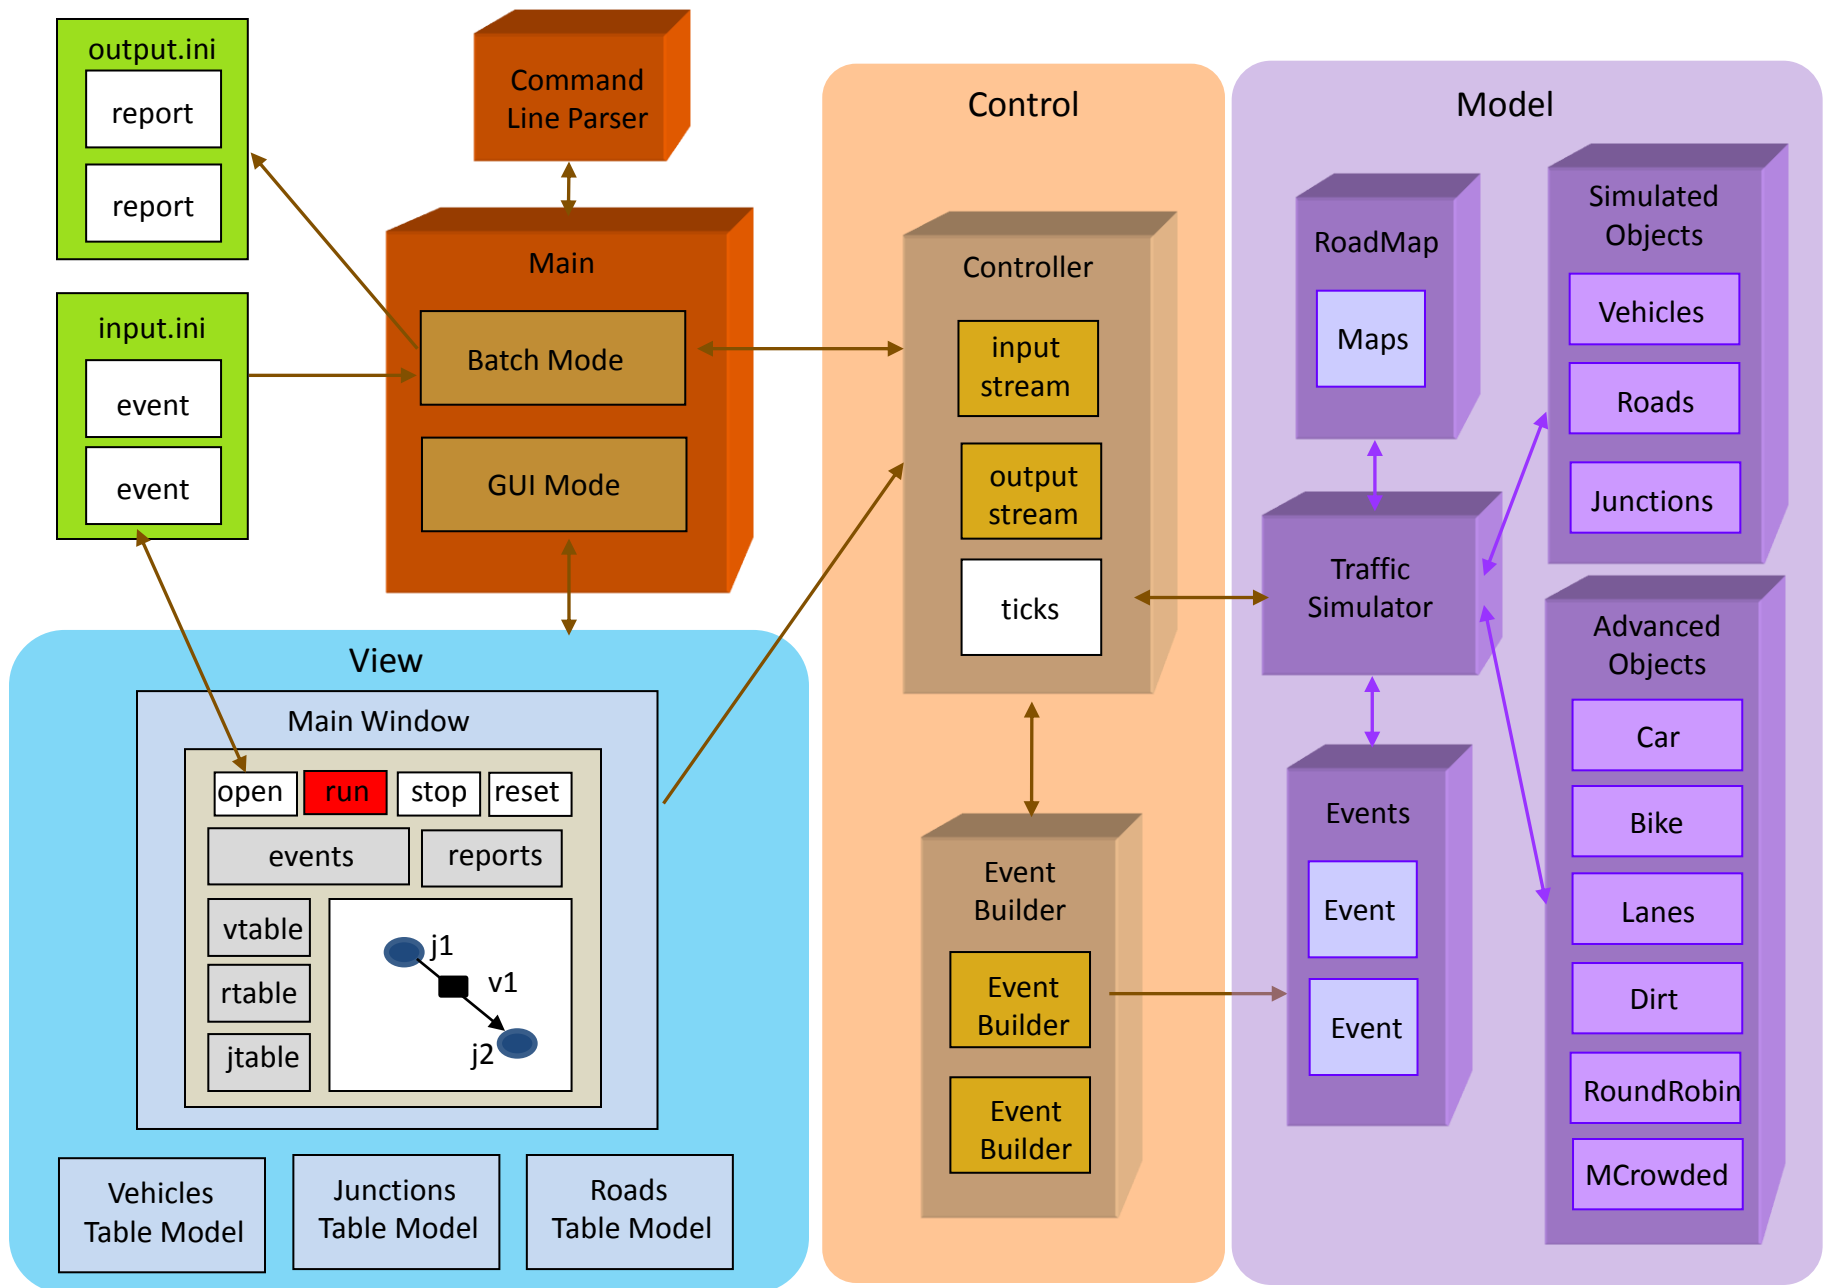 output.ini
report
report
input.ini
event
event
Command
Line Parser
Main
Batch Mode
GUI Mode
View
Main Window
open
run
stop
reset
events
reports
vtable
rtable
jtable
j1
v1
j2
Vehicles
Table Model
Junctions
Table Model
Roads
Table Model
Control
Controller
input
stream
output
stream
ticks
Event
Builder
Event
Builder
Event
Builder
Model
RoadMap
Maps
Traffic
Simulator
Events
Event
Event
Simulated
Objects
Vehicles
Roads
Junctions
Advanced
Objects
Car
Bike
Lanes
Dirt
RoundRobin
MCrowded